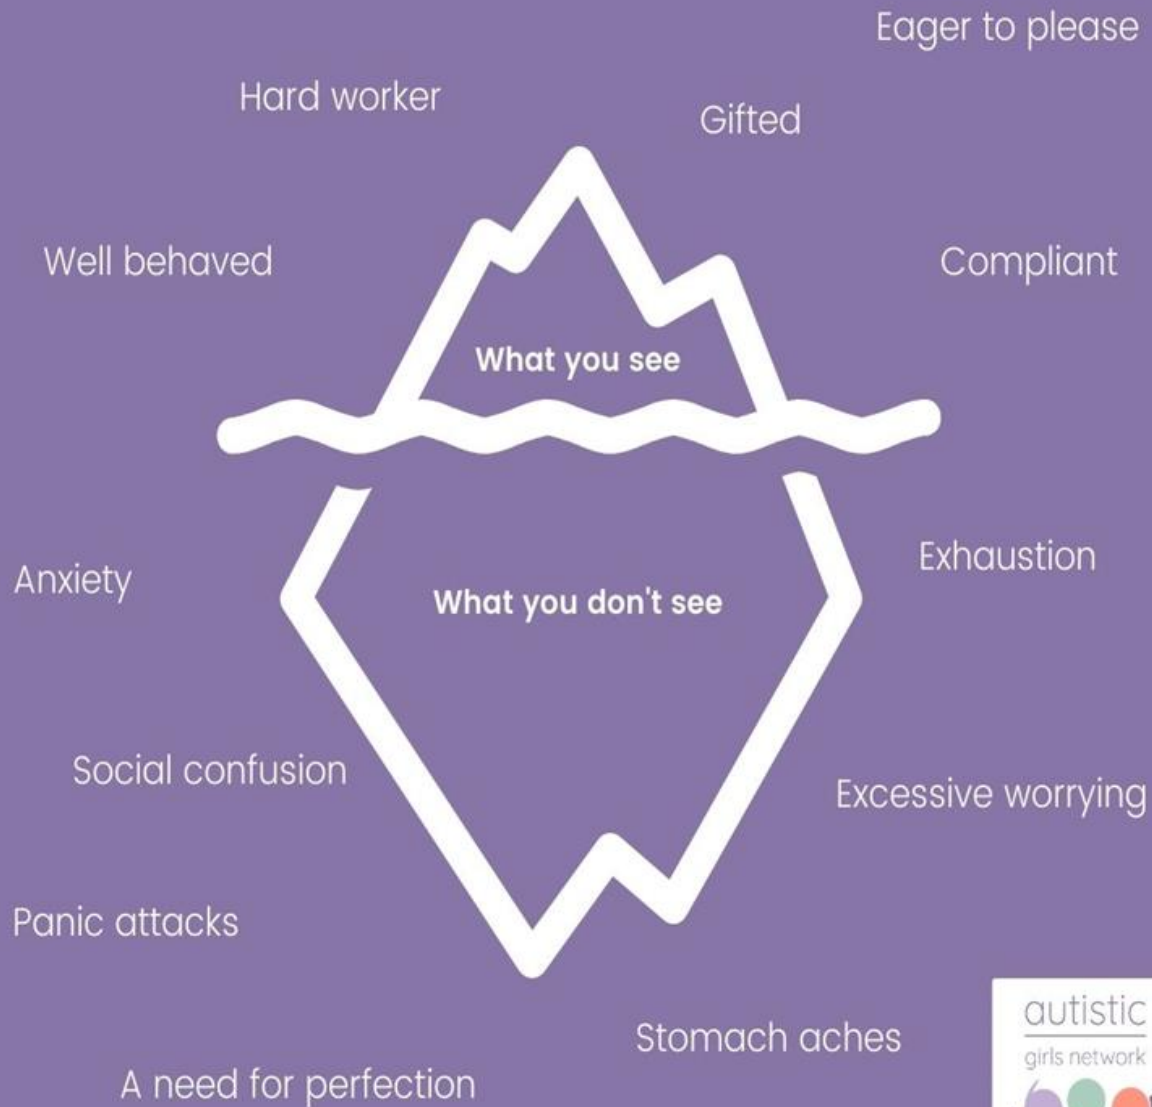 Eager to please
Hard worker
Gifted
Well behaved
Compliant
What you see
Exhaustion
Anxiety
What you don't see
Social confusion
Excessive worrying
Panic attacks
Stomach aches
A need for perfection
autistic
girls network